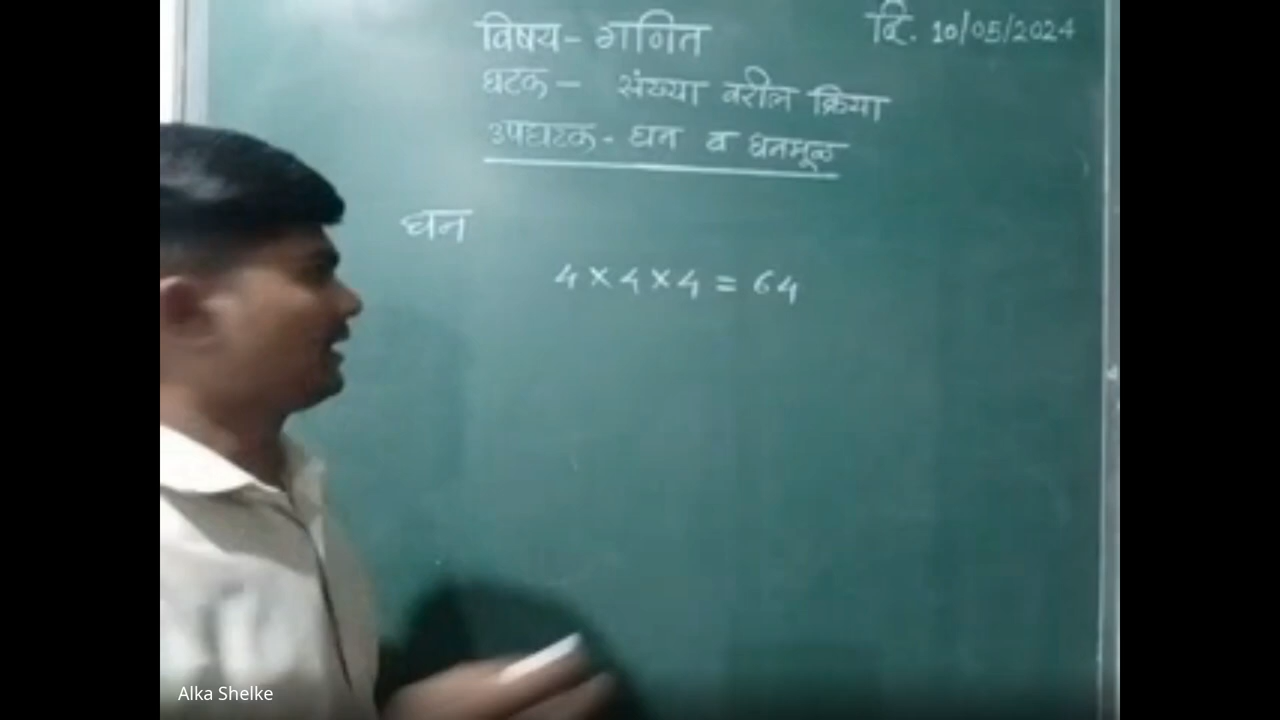 विषय- गणित
दि. 10/05/2024
घटक- संख्या वरील क्रिया
उपघटक- घन व घनमूळ
घन
4 × 4 × 4 = 64
Alka Shelke